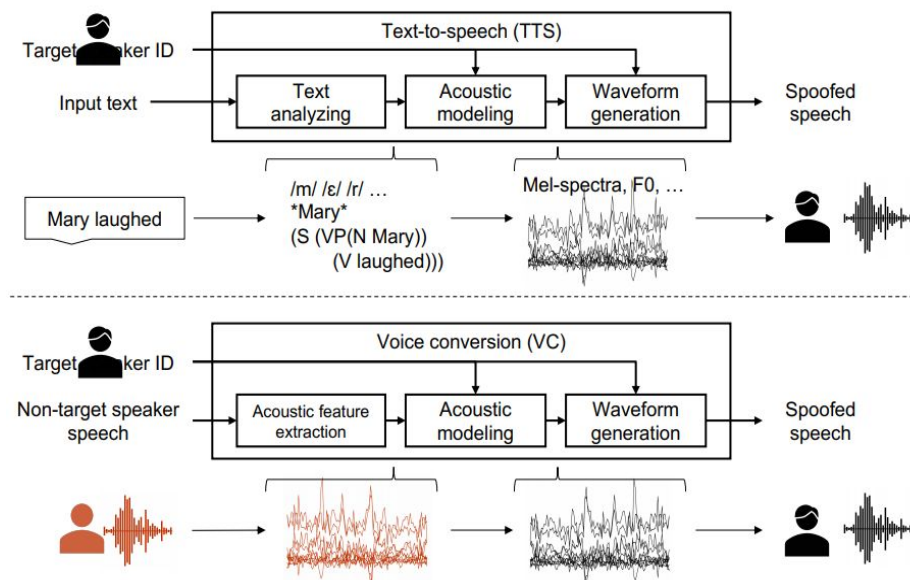 Text-to-speech (TTS)
Target ker ID
Input text
Text
analyzing
Acoustic
modeling
Waveform
generation
Spoofed
speech
Mary laughed
/m/ /ɛ/ /r/ …
*Mary*
(S (VP(N Mary))
(V laughed)))
Mel-spectra, F0, …
Voice conversion (VC)
Target ker ID
Non-target speaker
speech
Acoustic feature
extraction
Acoustic
modeling
Waveform
generation
Spoofed
speech